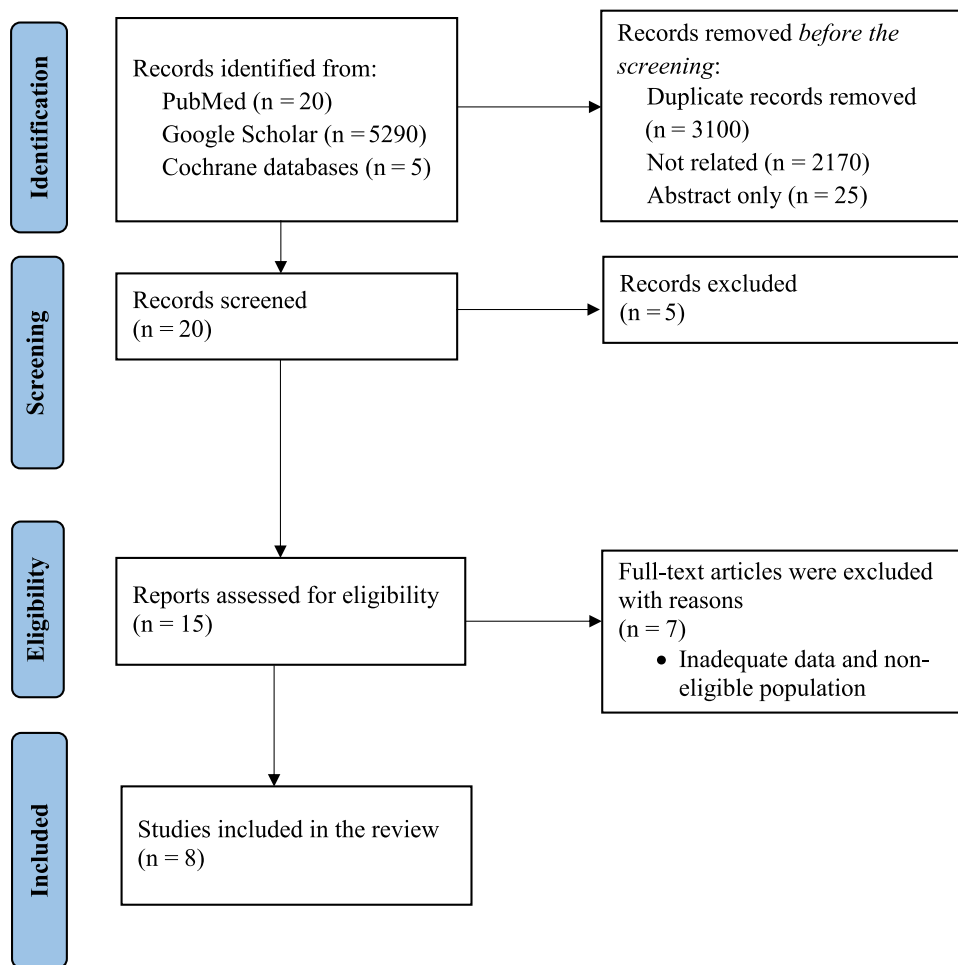 Identification
Records identified from:
PubMed (n = 20)
Google Scholar (n = 5290)
Cochrane databases (n = 5)
Records removed before the
screening:
Duplicate records removed
(n = 3100)
Not related (n = 2170)
Abstract only (n = 25)
Screening
Records screened
(n = 20)
Records excluded
(n = 5)
Eligibility
Reports assessed for eligibility
(n = 15)
Full-text articles were excluded
with reasons
(n = 7)
• Inadequate data and non-
eligible population
Included
Studies included in the review
(n = 8)